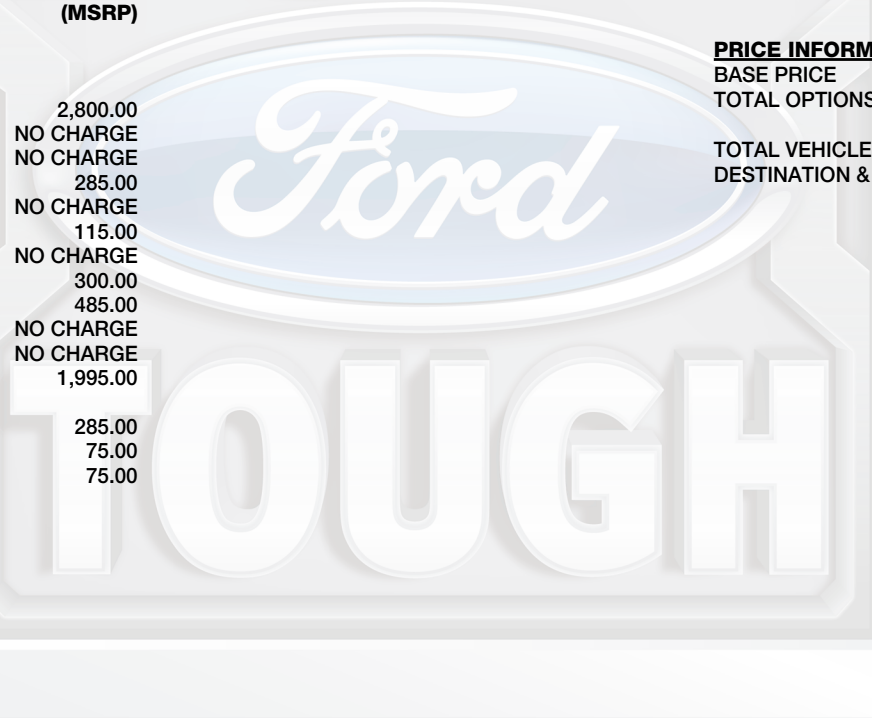 (MSRP)
2,800.00
NO CHARGE
NO CHARGE
285.00
NO CHARGE
115.00
NO CHARGE
300.00
485.00
NO CHARGE
NO CHARGE
1,995.00
285.00
75.00
75.00
PRICE INFORM
BASE PRICE
TOTAL OPTIONS
TOTAL VEHICLE
DESTINATION &
Ford
TOUGH